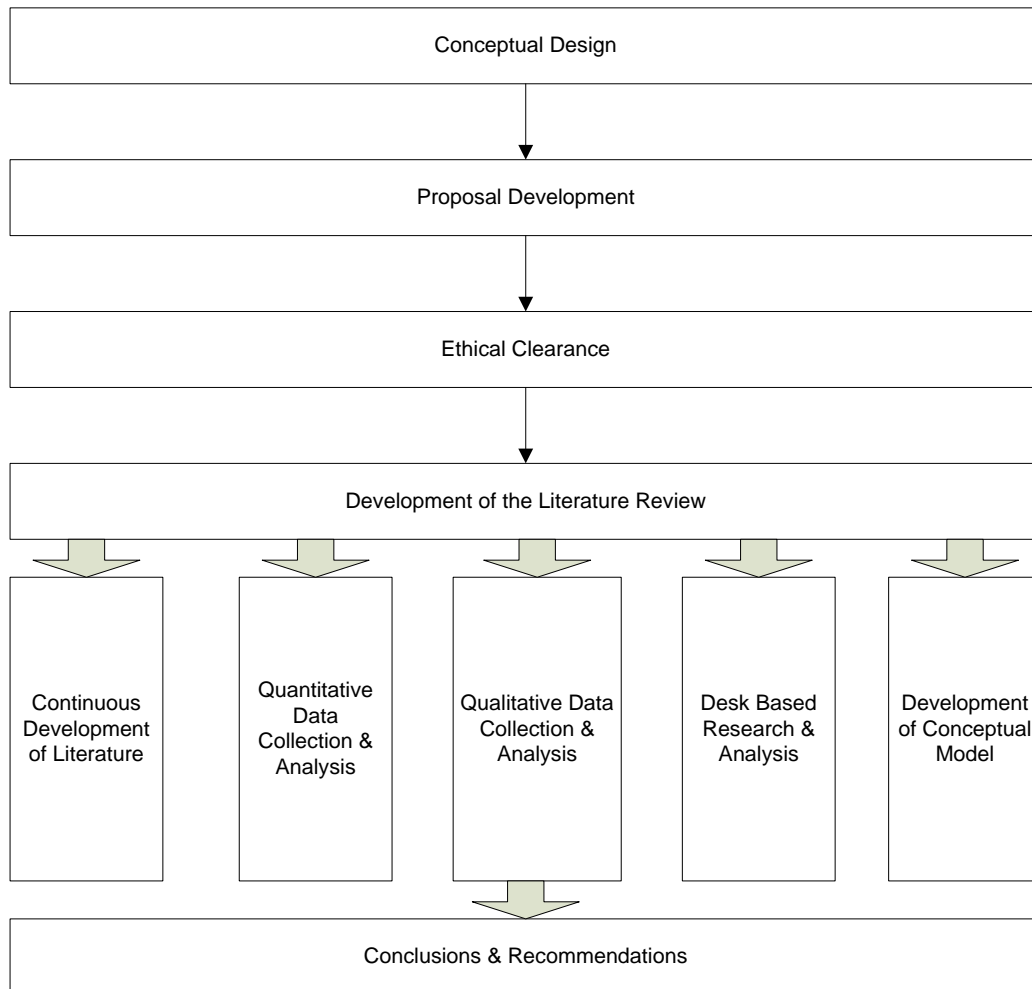 Conceptual Design
Proposal Development
Ethical Clearance
Development of the Literature Review
Continuous
Development
of Literature
Quantitative
Data
Collection &
Analysis
Qualitative Data
Collection &
Analysis
Desk Based
Research &
Analysis
Development
of Conceptual
Model
Conclusions & Recommendations